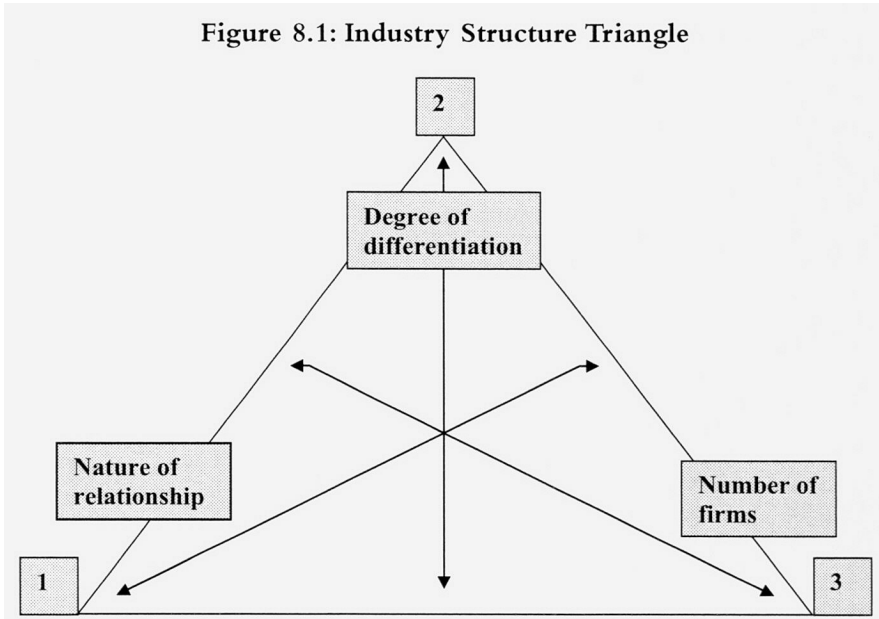 Figure 8.1: Industry Structure Triangle
2
Degree of
differentiation
Nature of
relationship
Number of
firms
1
3